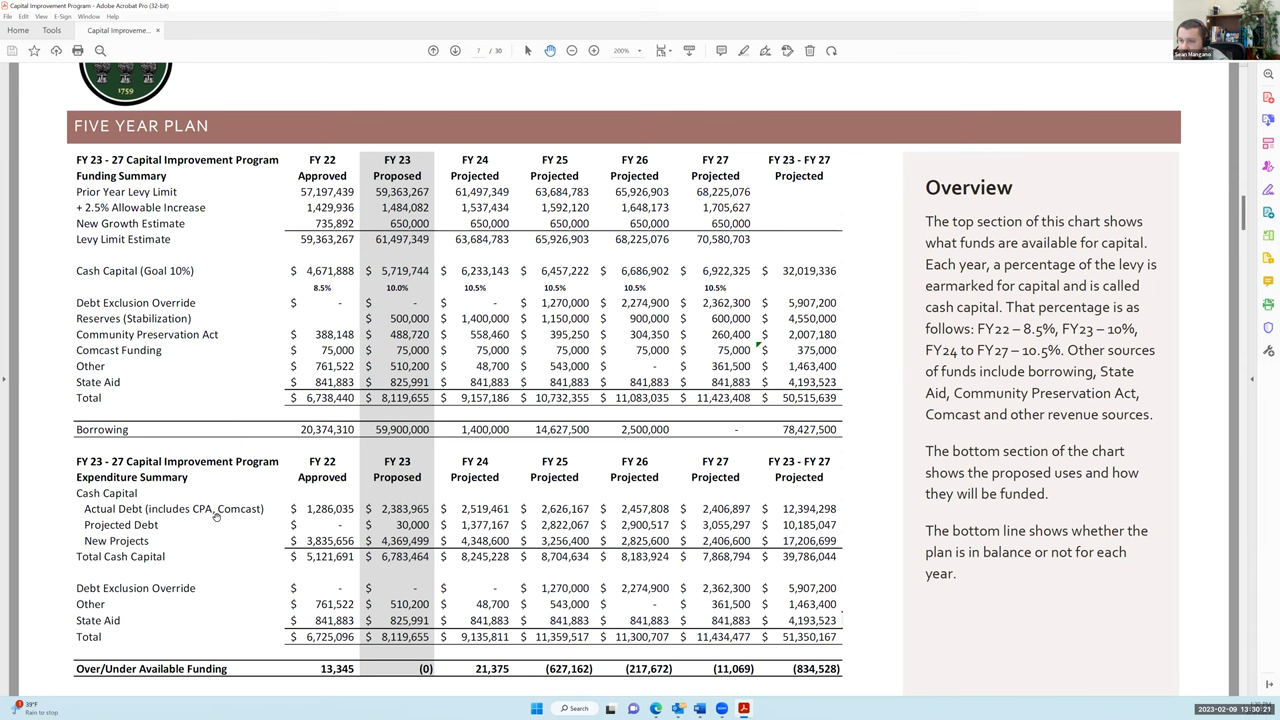 Capital Improvement Program - Adobe Acrobat Pro (32-bit)
File Edit View E-Sign Window Help
Home Tools Capital Improveme... ×
/ 30 200%
Sean Mangano
1759
FIVE YEAR PLAN
FY 23 - 27 Capital Improvement Program FY 22 FY 23 FY 24 FY 25 FY 26 FY 27 FY 23 - FY 27
Funding Summary Approved Proposed Projected Projected Projected Projected Projected
Prior Year Levy Limit 57,197,439 59,363,267 61,497,349 63,684,783 65,926,903 68,225,076
+ 2.5% Allowable Increase 1,429,936 1,484,082 1,537,434 1,592,120 1,648,173 1,705,627
New Growth Estimate 735,892 650,000 650,000 650,000 650,000 650,000
Levy Limit Estimate 59,363,267 61,497,349 63,684,783 65,926,903 68,225,076 70,580,703
Cash Capital (Goal 10%) $ 4,671,888 $ 5,719,744 $ 6,233,143 $ 6,457,222 $ 6,686,902 $ 6,922,325 $ 32,019,336
8.5% 10.0% 10.5% 10.5% 10.5% 10.5%
Debt Exclusion Override $ - $ - $ - $ 1,270,000 $ 2,274,900 $ 2,362,300 $ 5,907,200
Reserves (Stabilization) $ 500,000 $ 1,400,000 $ 1,150,000 $ 900,000 $ 600,000 $ 4,550,000
Community Preservation Act $ 388,148 $ 488,720 $ 558,460 $ 395,250 $ 304,350 $ 260,400 $ 2,007,180
Comcast Funding $ 75,000 $ 75,000 $ 75,000 $ 75,000 $ 75,000 $ 75,000 $ 375,000
Other $ 761,522 $ 510,200 $ 48,700 $ 543,000 $ - $ 361,500 $ 1,463,400
State Aid $ 841,883 $ 825,991 $ 841,883 $ 841,883 $ 841,883 $ 841,883 $ 4,193,523
Total $ 6,738,440 $ 8,119,655 $ 9,157,186 $ 10,732,355 $ 11,083,035 $ 11,423,408 $ 50,515,639
Borrowing 20,374,310 59,900,000 1,400,000 14,627,500 2,500,000 - 78,427,500
FY 23 - 27 Capital Improvement Program FY 22 FY 23 FY 24 FY 25 FY 26 FY 27 FY 23 - FY 27
Expenditure Summary Approved Proposed Projected Projected Projected Projected Projected
Cash Capital
Actual Debt (includes CPA, Comcast) $ 1,286,035 $ 2,383,965 $ 2,519,461 $ 2,626,167 $ 2,457,808 $ 2,406,897 $ 12,394,298
Projected Debt $ - $ 30,000 $ 1,377,167 $ 2,822,067 $ 2,900,517 $ 3,055,297 $ 10,185,047
New Projects $ 3,835,656 $ 4,369,499 $ 4,348,600 $ 3,256,400 $ 2,825,600 $ 2,406,600 $ 17,206,699
Total Cash Capital $ 5,121,691 $ 6,783,464 $ 8,245,228 $ 8,704,634 $ 8,183,924 $ 7,868,794 $ 39,786,044
Debt Exclusion Override $ - $ - $ - $ 1,270,000 $ 2,274,900 $ 2,362,300 $ 5,907,200
Other $ 761,522 $ 510,200 $ 48,700 $ 543,000 $ - $ 361,500 $ 1,463,400
State Aid $ 841,883 $ 825,991 $ 841,883 $ 841,883 $ 841,883 $ 841,883 $ 4,193,523
Total $ 6,725,096 $ 8,119,655 $ 9,135,811 $ 11,359,517 $ 11,300,707 $ 11,434,477 $ 51,350,167
Over/Under Available Funding 13,345 (0) 21,375 (627,162) (217,672) (11,069) (834,528)
Overview
The top section of this chart shows
what funds are available for capital.
Each year, a percentage of the levy is
earmarked for capital and is called
cash capital. That percentage is as
follows: FY22 – 8.5%, FY23 – 10%,
FY24 to FY27 – 10.5%. Other sources
of funds include borrowing, State
Aid, Community Preservation Act,
Comcast and other revenue sources.
The bottom section of the chart
shows the proposed uses and how
they will be funded.
The bottom line shows whether the
plan is in balance or not for each
year.
39°F
Rain to stop
Search
2023-02-09 13:30:21